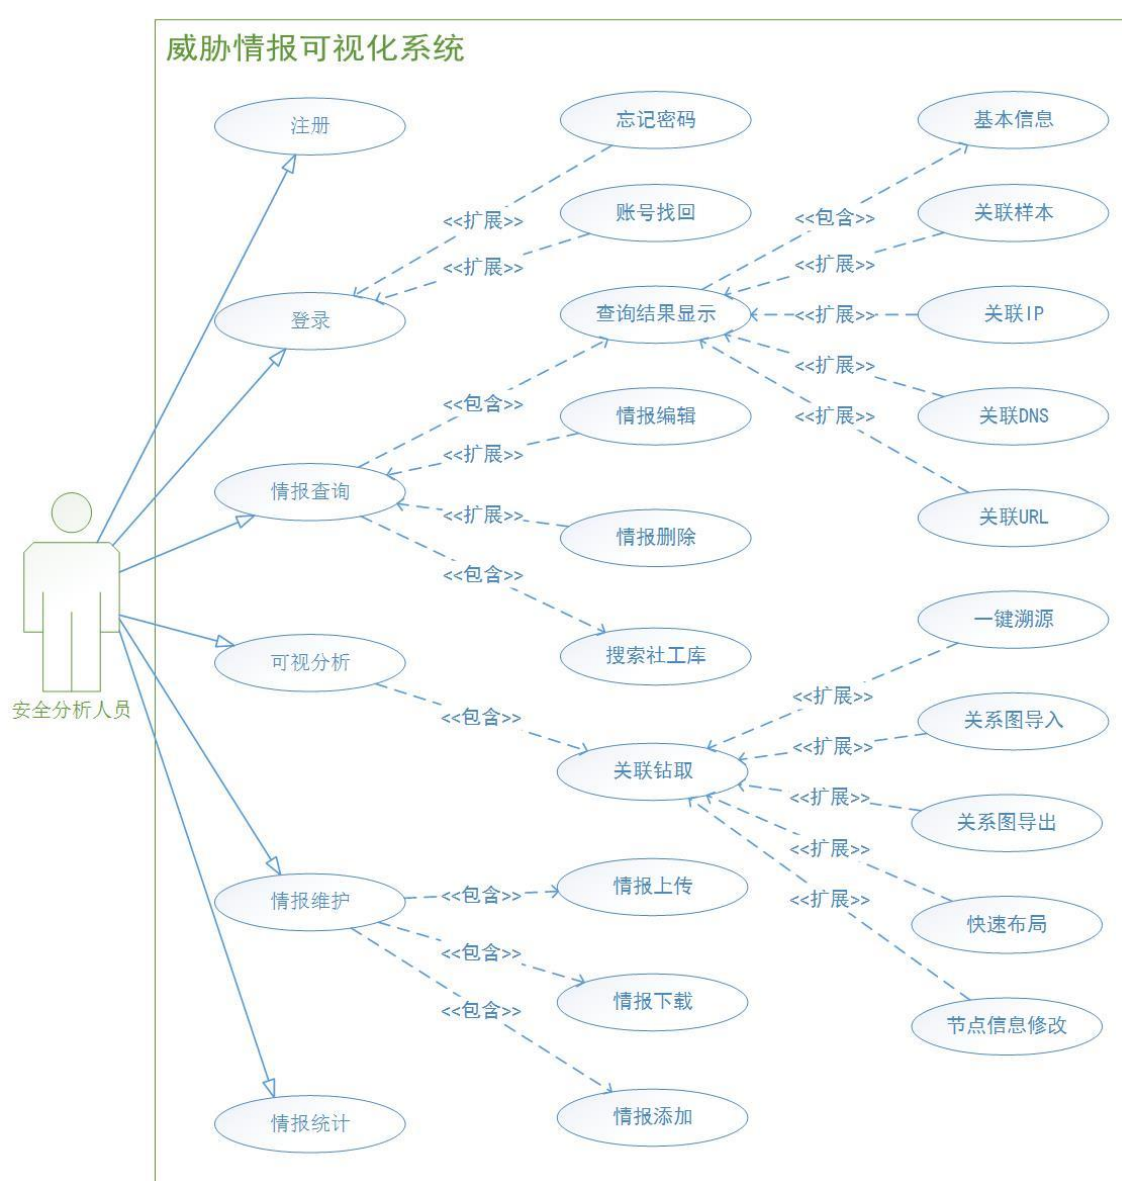 威胁情报可视化系统
注册
忘记密码
基本信息
<<扩展>>
账号找回
<<包含>>
关联样本
<<扩展>>
<<扩展>>
登录
查询结果显示
<<扩展>>
关联IP
<<扩展>>
<<包含>>
情报编辑
<<扩展>>
关联DNS
<<扩展>>
情报查询
<<扩展>>
情报删除
关联URL
<<包含>>
一键溯源
可视分析
搜索社工库
<<扩展>>
安全分析人员
<<包含>>
关系图导入
<<扩展>>
关联钻取
<<扩展>>
关系图导出
<<扩展>>
情报维护
<<包含>>
情报上传
<<扩展>>
快速布局
<<包含>>
情报下载
<<包含>>
节点信息修改
情报统计
情报添加